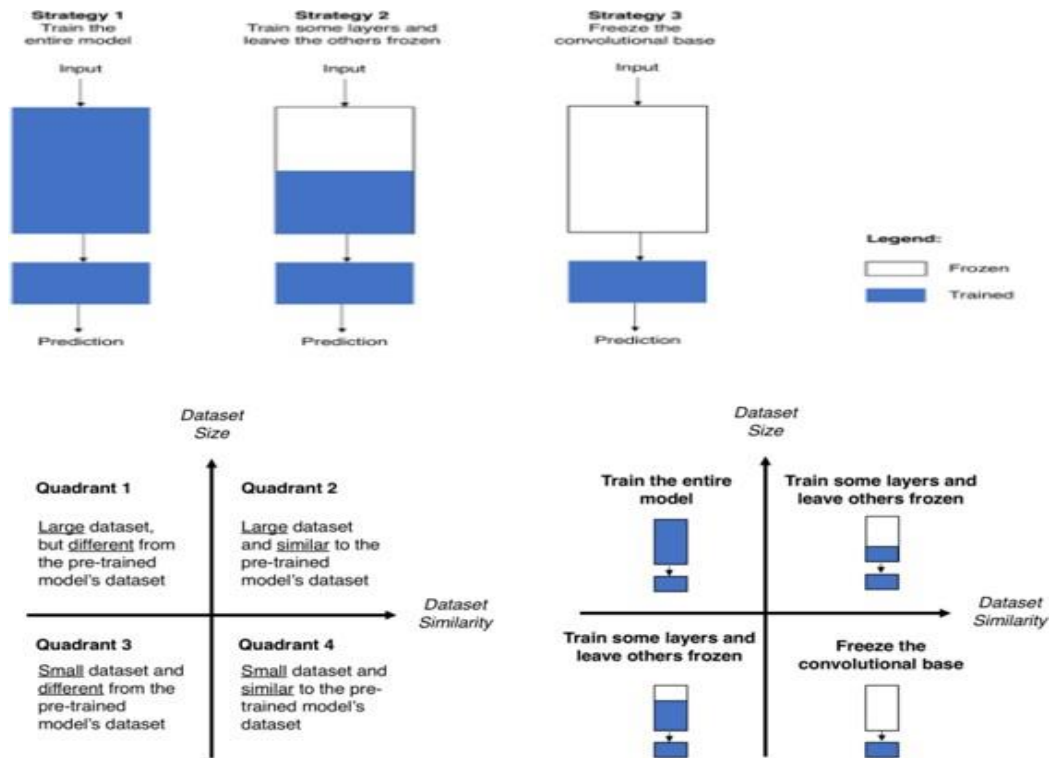 Strategy 1
Train the
entire model
Input
Prediction
Strategy 2
Train some layers and
leave the others frozen
Input
Prediction
Strategy 3
Freeze the
convolutional base
Input
Prediction
Legend:
Frozen
Trained
Dataset
Size
Quadrant 1
Large dataset,
but different from
the pre-trained
model's dataset
Quadrant 2
Large dataset
and similar to the
pre-trained
model's dataset
Dataset
Similarity
Quadrant 3
Small dataset and
different from the
pre-trained
model's dataset
Quadrant 4
Small dataset and
similar to the pre-
trained model's
dataset
Dataset
Size
Train the entire
model
Train some layers and
leave others frozen
Dataset
Similarity
Train some layers and
leave others frozen
Freeze the
convolutional base